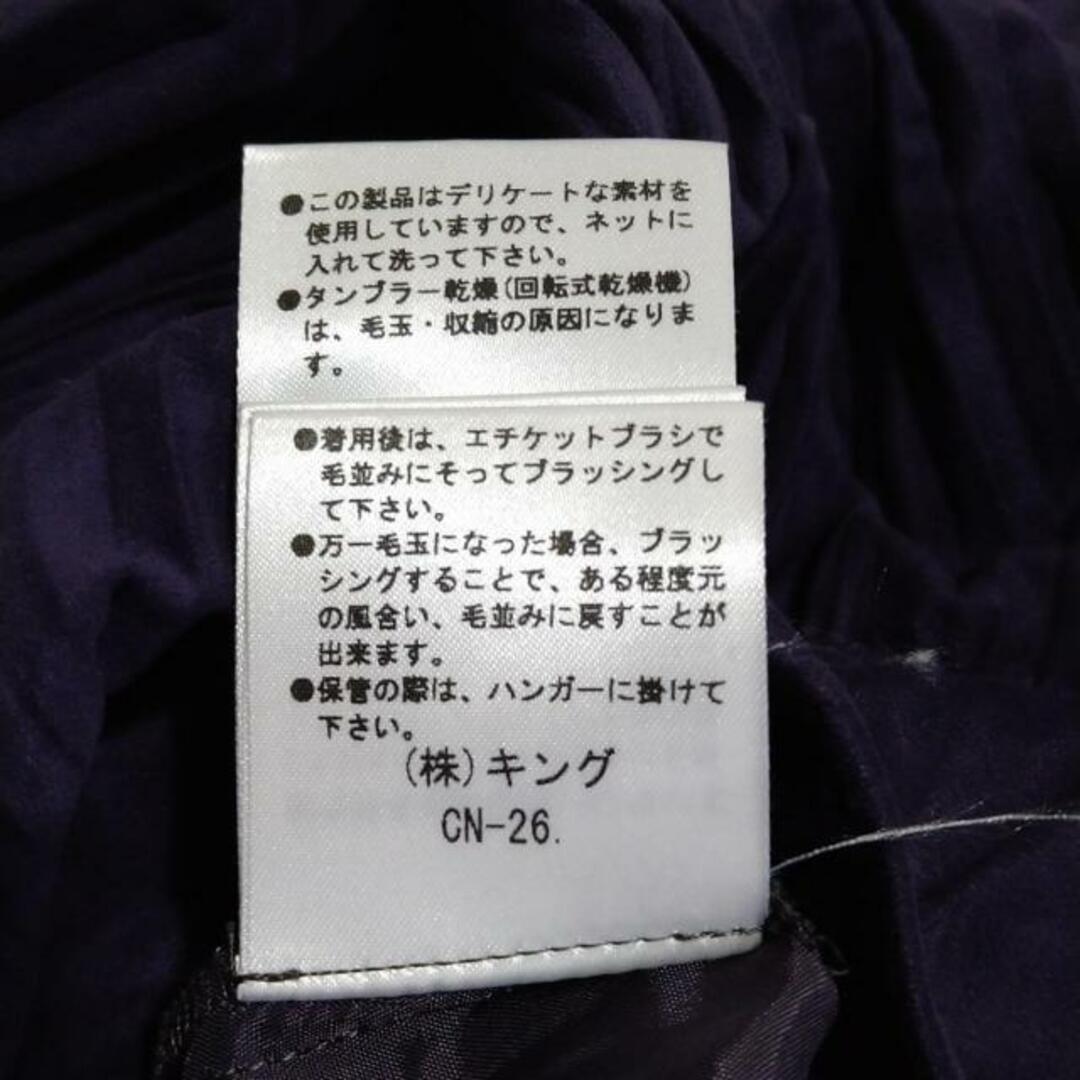 ●この製品はデリケートな素材を
使用していますので、ネットに
入れて洗って下さい。
●タンブラー乾燥(回転式乾燥機)
は、毛玉・収縮の原因になりま
す。
●着用後は、エチケットブラシで
毛並みにそってブラッシングし
て下さい。
●万一毛玉になった場合、ブラッ
シングすることで、ある程度元
の風合い、毛並みに戻すことが
出来ます。
●保管の際は、ハンガーに掛けて
下さい。
(株)キング
CN-26.